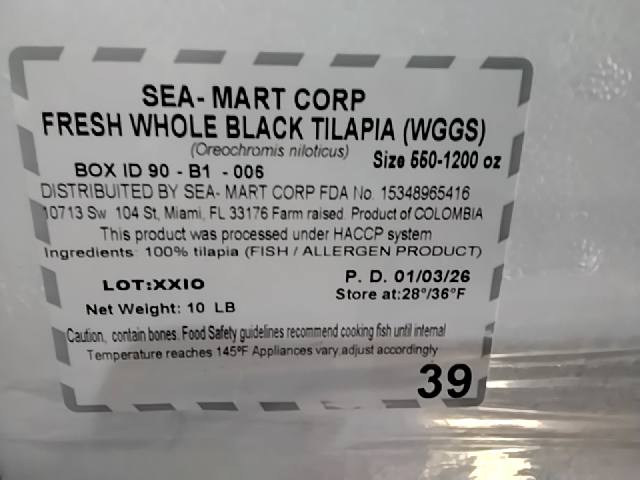 SEA- MART CORP
FRESH WHOLE BLACK TILAPIA (WGGS)
(Oreochromis niloticus)
Size 550-1200 oz
BOX ID 90 - B1 - 006
DISTRIBUTED BY SEA- MART CORP FDA No. 15348965416
10713 Sw 104 St, Miami, FL 33176 Farm raised. Product of COLOMBIA
This product was processed under HACCP system
Ingredients: 100% tilapia (FISH / ALLERGEN PRODUCT)
LOT:XXIO
P. D. 01/03/26
Net Weight: 10 LB
Store at:28°/36°F
Caution, contain bones. Food Safety guidelines recommend cooking fish until internal
Temperature reaches 145ºF Appliances vary,adjust accordingly
39